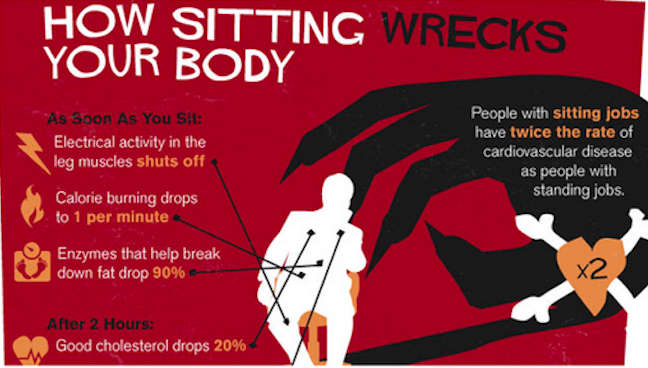 HOW SITTING WRECKS
YOUR BODY
As Soon As You Sit:
Electrical activity in the
leg muscles shuts off
Calorie burning drops
to 1 per minute
Enzymes that help break
down fat drop 90%
After 2 Hours:
Good cholesterol drops 20%
People with sitting jobs
have twice the rate of
cardiovascular disease
as people with
standing jobs.
x2